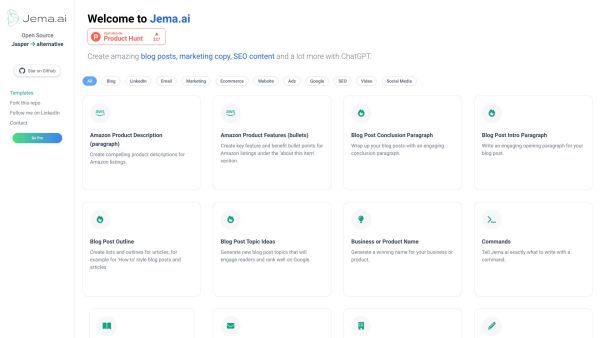 Jema.ai
Open Source
Jasper → alternative
Star on Github
Templates
Fork this repo
Follow me on LinkedIn
Contact
Go Pro
Welcome to Jema.ai
FEATURED ON
Product Hunt
Create amazing blog posts, marketing copy, SEO content and a lot more with ChatGPT.
All
Blog
LinkedIn
Email
Marketing
Ecommerce
Website
Ads
Google
SEO
Video
Social Media
aws
Amazon Product Description
(paragraph)
Create compelling product descriptions for
Amazon listings.
aws
Amazon Product Features (bullets)
Create key feature and benefit bullet points for
Amazon listings under the 'about this item'
section.
Blog Post Conclusion Paragraph
Wrap up your blog posts with an
engaging conclusion paragraph.
Blog Post Intro Paragraph
Write an engaging opening paragraph for your
blog post.
Blog Post Outline
Create lists and outlines for articles, for
example for 'How to' style blog posts and
articles.
Blog Post Topic Ideas
Generate new blog post topics that will
engage readers and rank well on Google.
Business or Product Name
Generate a winning name for your business or
product.
Commands
Tell Jema exactly what to write with a
command.